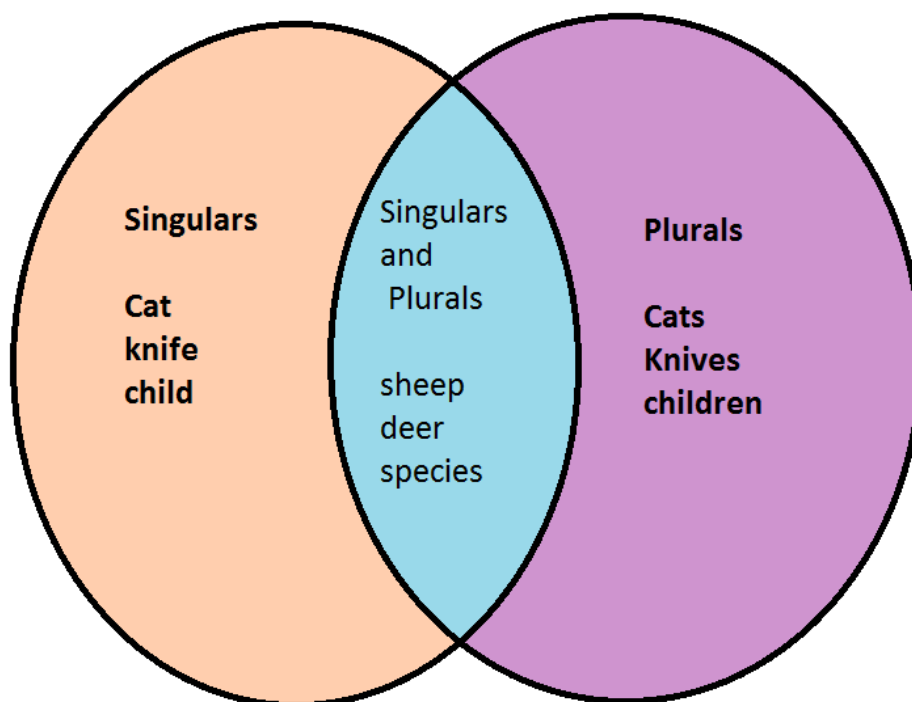 Singulars
Cat
knife
child
Singulars
and
Plurals
sheep
deer
species
Plurals
Cats
Knives
children